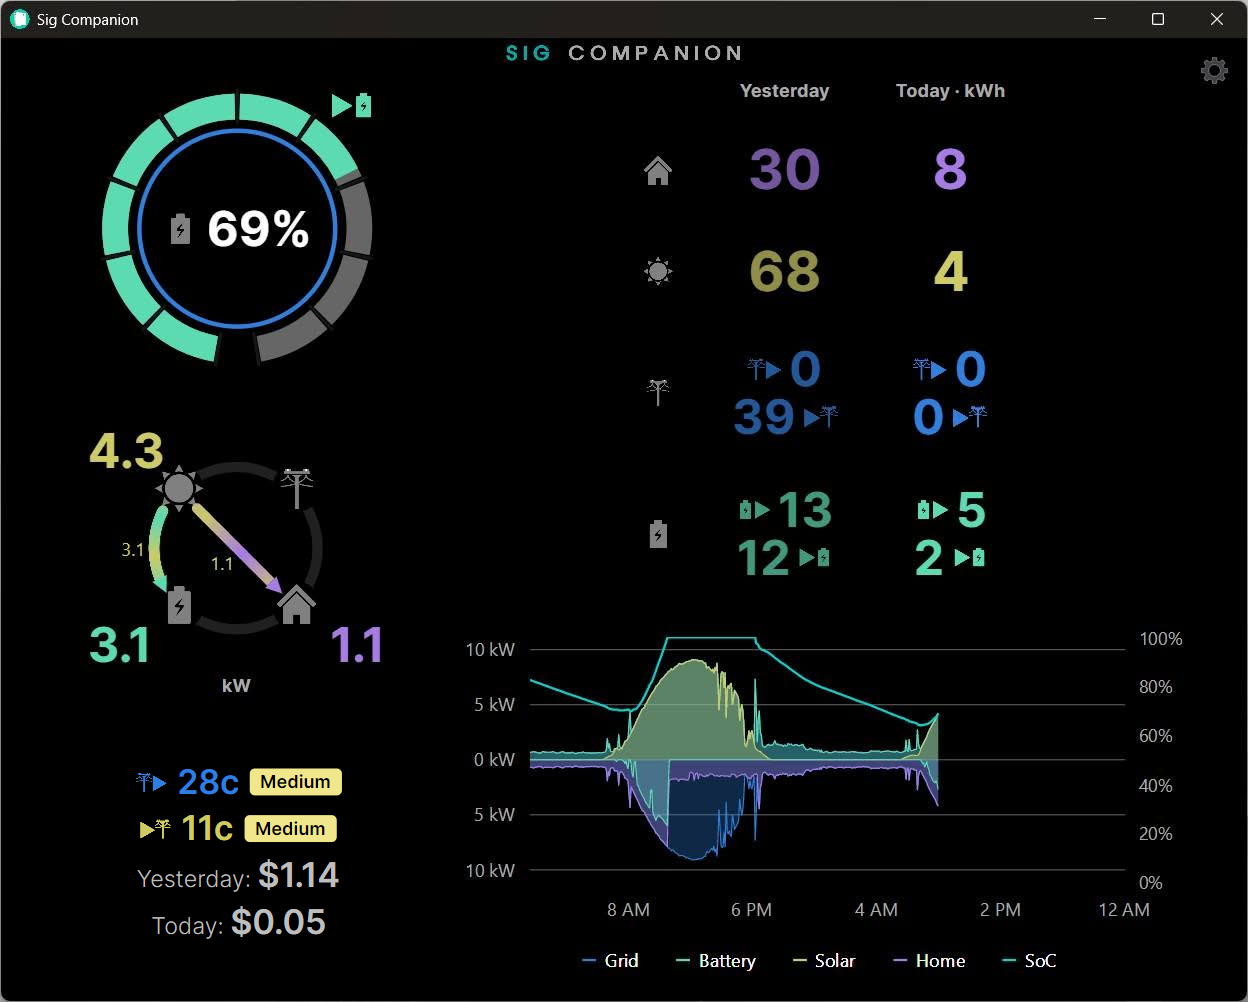 Sig Companion
SIG COMPANION
Yesterday Today · kWh
30 8
68 4
0 0
39 0
13 5
12 2
69%
4.3
3.1
1.1
3.1 1.1
kW
28c Medium
11c Medium
Yesterday: $1.14
Today: $0.05
10 kW 100%
5 kW 80%
60%
0 kW
40%
5 kW
20%
10 kW
0%
8 AM 6 PM 4 AM 2 PM 12 AM
Grid Battery Solar Home SoC